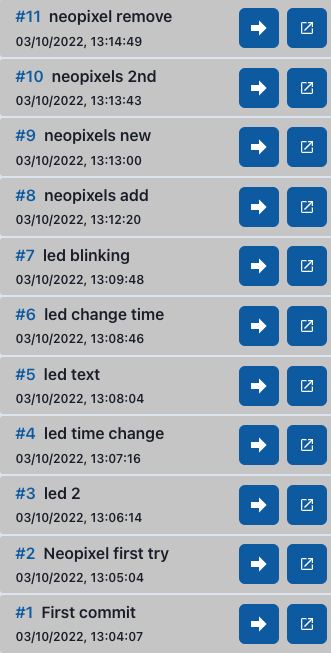 #11 neopixel remove
03/10/2022, 13:14:49
#10 neopixels 2nd
03/10/2022, 13:13:43
#9 neopixels new
03/10/2022, 13:13:00
#8 neopixels add
03/10/2022, 13:12:20
#7 led blinking
03/10/2022, 13:09:48
#6 led change time
03/10/2022, 13:08:46
#5 led text
03/10/2022, 13:08:04
#4 led time change
03/10/2022, 13:07:16
#3 led 2
03/10/2022, 13:06:14
#2 Neopixel first try
03/10/2022, 13:05:04
#1 First commit
03/10/2022, 13:04:07